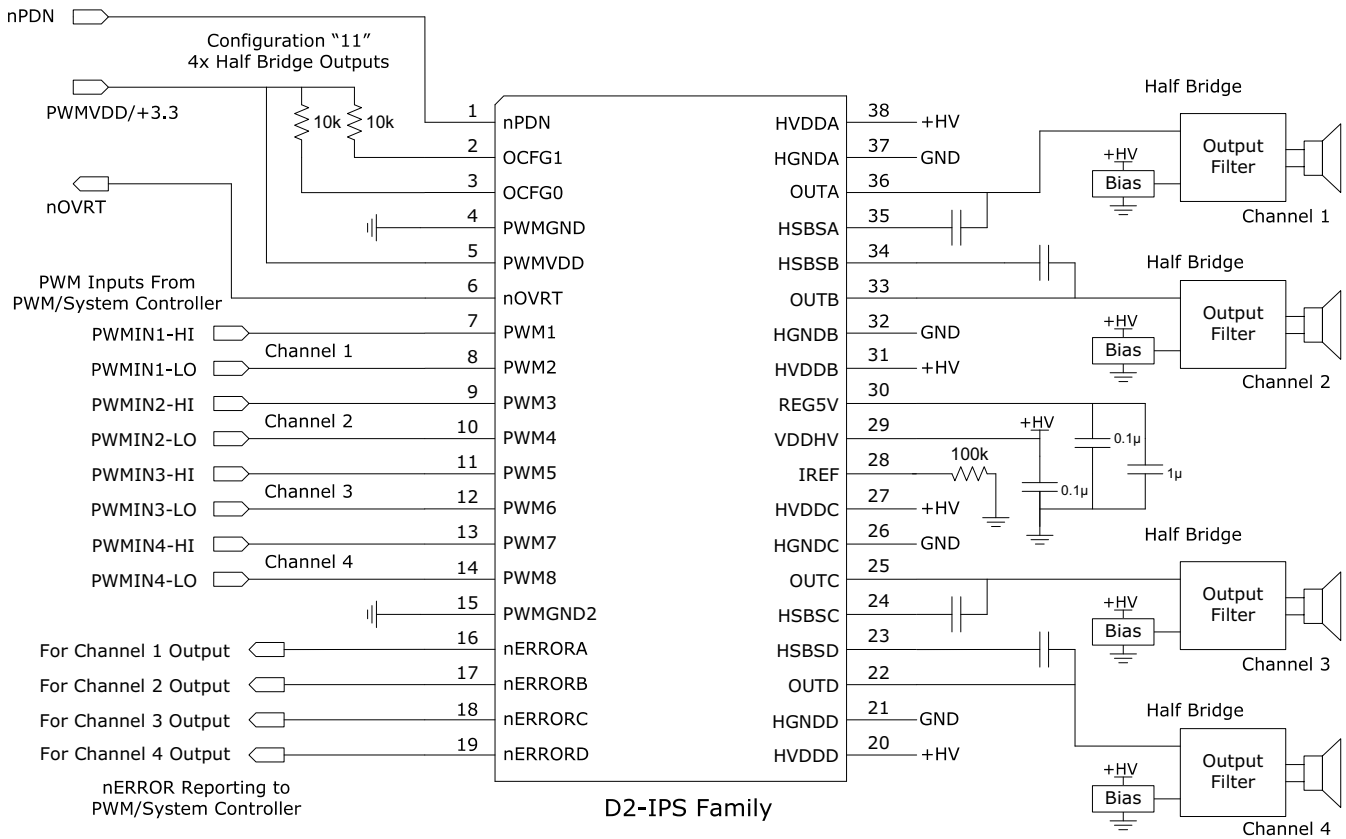 nPDN
Configuration “11”
4x Half Bridge Outputs
PWMVDD/+3.3
10k
10k
nOVRT
PWM Inputs From
PWM/System Controller
PWMIN1-HI
Channel 1
PWMIN1-LO
PWMIN2-HI
Channel 2
PWMIN2-LO
PWMIN3-HI
Channel 3
PWMIN3-LO
PWMIN4-HI
Channel 4
PWMIN4-LO
For Channel 1 Output
For Channel 2 Output
For Channel 3 Output
For Channel 4 Output
nERROR Reporting to
PWM/System Controller
1 nPDN
2 OCFG1
3 OCFG0
4 PWMGND
5 PWMVDD
6 nOVRT
7 PWM1
8 PWM2
9 PWM3
10 PWM4
11 PWM5
12 PWM6
13 PWM7
14 PWM8
15 PWMGND2
16 nERRORA
17 nERRORB
18 nERRORC
19 nERRORD
HVDDA 38 +HV
HGNDA 37 GND
OUTA 36
HSBSA 35
HSBSB 34
OUTB 33
HGNDB 32 GND
HVDDB 31 +HV
REG5V 30
VDDHV 29
IREF 28
HVDDC 27 +HV
HGNDC 26 GND
OUTC 25
HSBSC 24
HSBSD 23
OUTD 22
HGNDD 21 GND
HVDDD 20 +HV
D2-IPS Family
100k
+HV
0.1µ
0.1µ
1µ
Half Bridge
+HV
Bias
Output
Filter
Channel 1
Half Bridge
+HV
Bias
Output
Filter
Channel 2
Half Bridge
+HV
Bias
Output
Filter
Channel 3
Half Bridge
+HV
Bias
Output
Filter
Channel 4